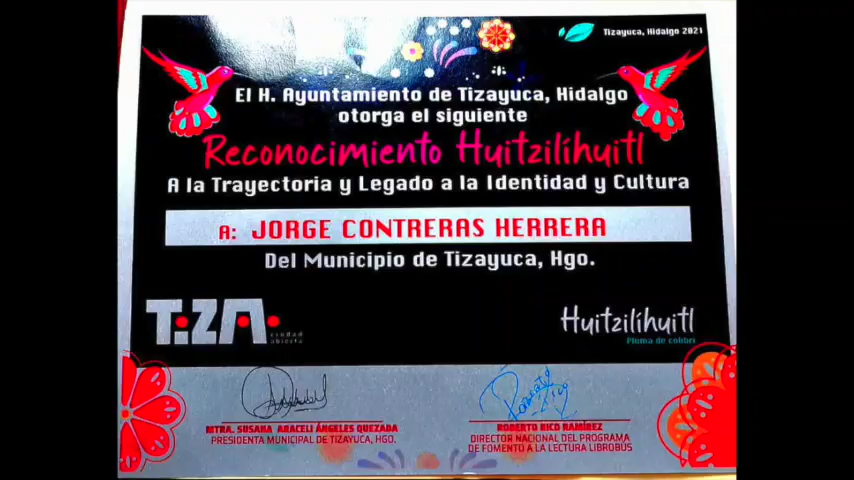 Tizayuca, Hidalgo 2021
El H. Ayuntamiento de Tizayuca, Hidalgo
otorga el siguiente
Reconocimiento Huitzilíhuitl
A la Trayectoria y Legado a la Identidad y Cultura
A: JORGE CONTRERAS HERRERA
Del Municipio de Tizayuca, Hgo.
TIZA.
ciudad
abierta
Huitzilíhuitl
Pluma de colibrí
MTRA. SUSANA ARACELI ÁNGELES QUEZADA
PRESIDENTA MUNICIPAL DE TIZAYUCA, HGO.
ROBERTO RICO RAMÍREZ
DIRECTOR NACIONAL DEL PROGRAMA
DE FOMENTO A LA LECTURA LIBROBÚS